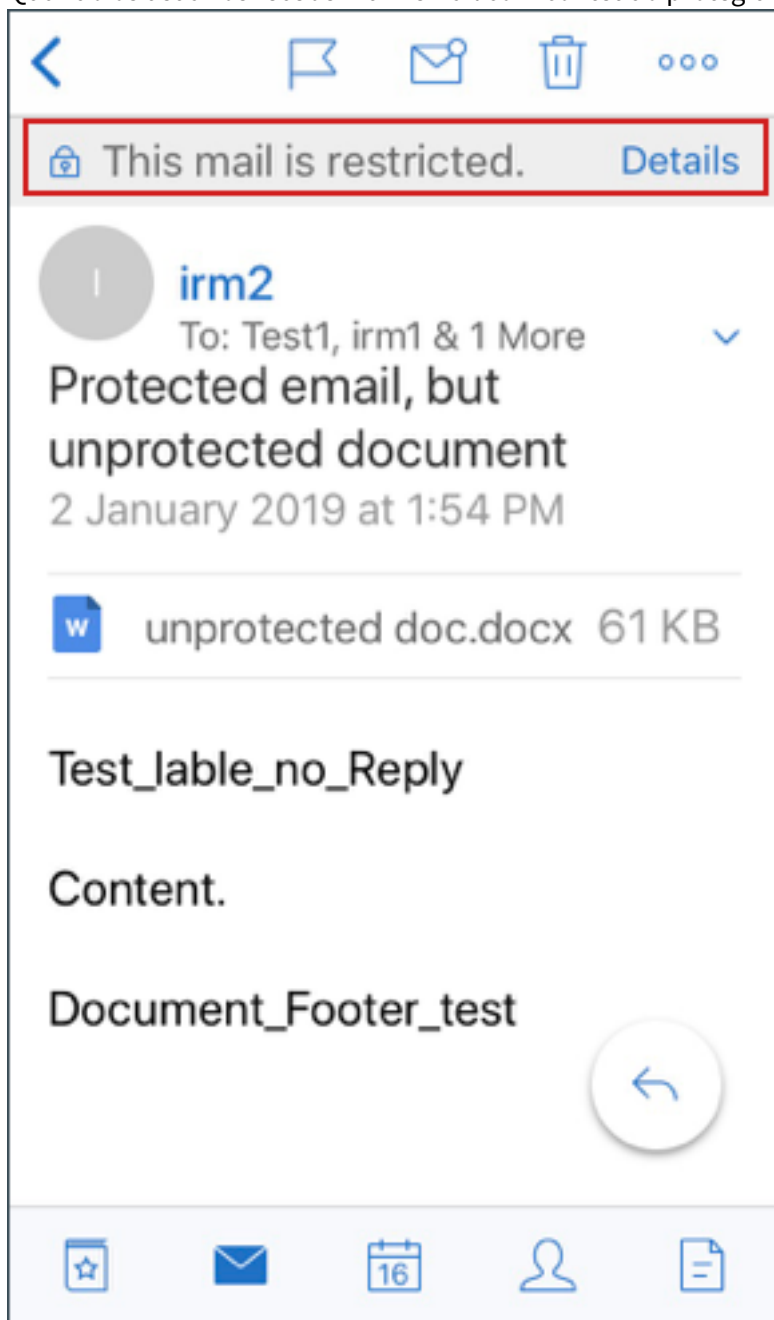 This mail is restricted. Details
I
irm2
To: Test1, irm1 & 1 More
Protected email, but
unprotected document
2 January 2019 at 1:54 PM
W unprotected doc.docx 61 KB
Test_lable_no_Reply
Content.
Document_Footer_test
16